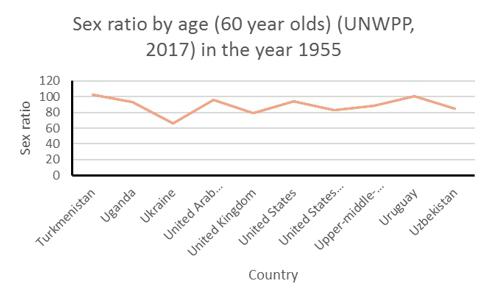 Sex ratio by age (60 year olds) (UNWPP,
2017) in the year 1955
120
100
80
60
40
20
0
Sex ratio
Turkmenistan
Uganda
Ukraine
United Arab...
United Kingdom
United States
United States...
Upper-middle-...
Uruguay
Uzbekistan
Country